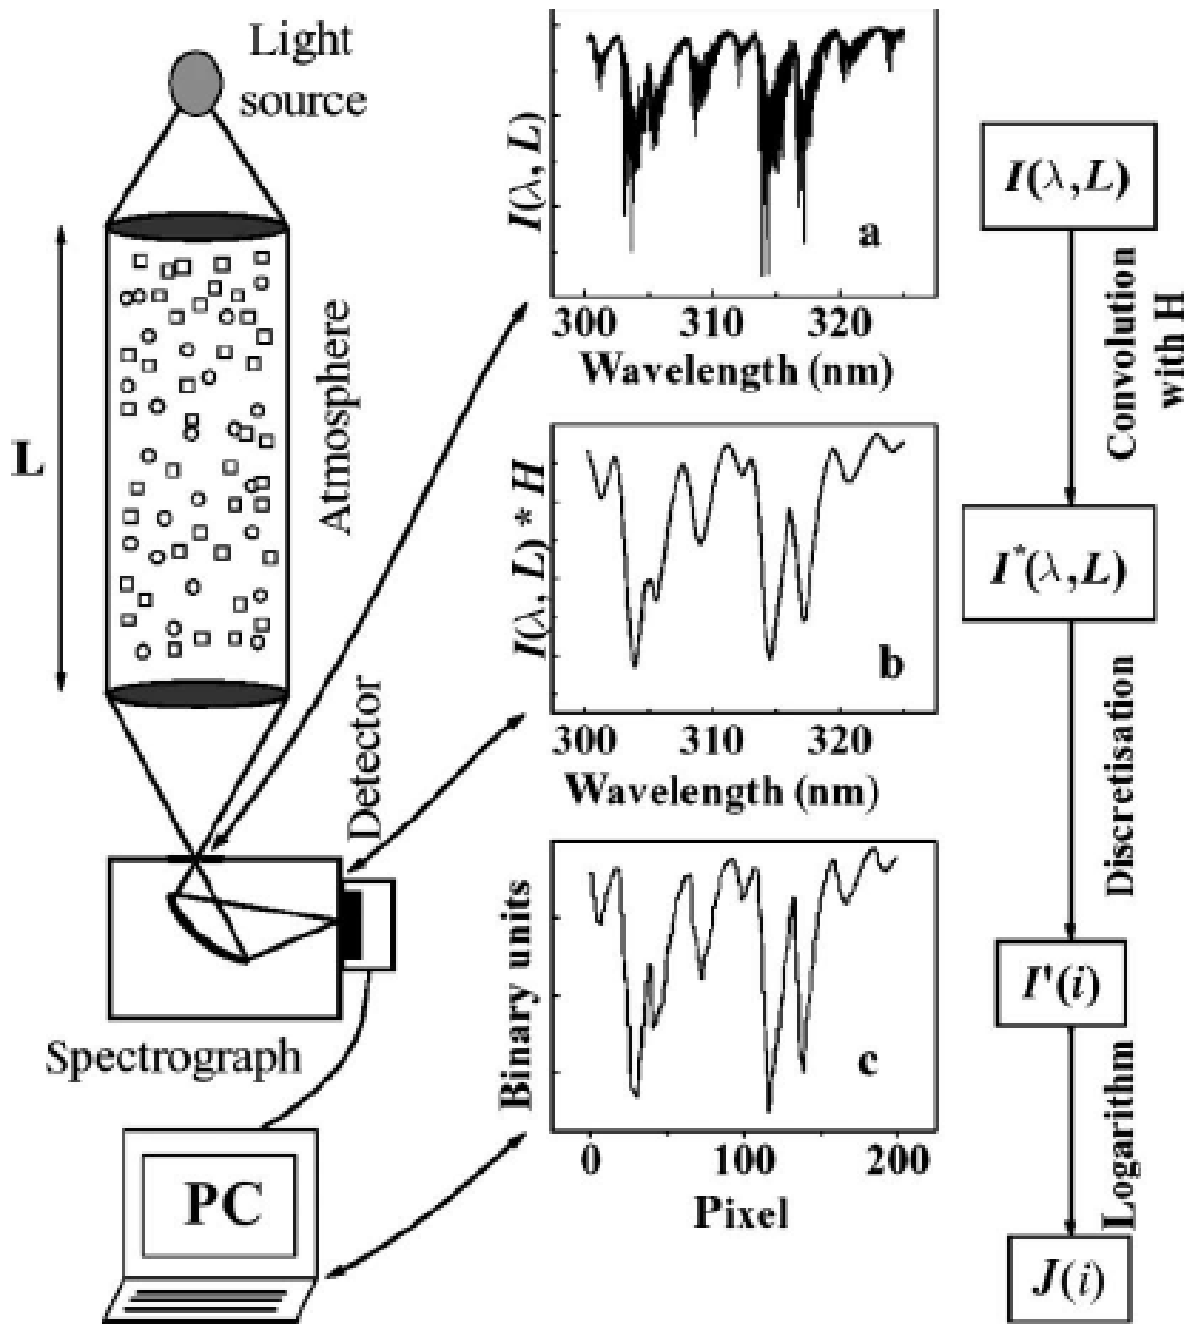 Light
source
L
Atmosphere
Detector
Spectrograph
PC
I(λ, L)
a
300 310 320
Wavelength (nm)
I(λ, L) * H
b
300 310 320
Wavelength (nm)
Binary units
c
0 100 200
Pixel
I(λ,L)
Convolution
with H
I*(λ,L)
Discretisation
I'(i)
Logarithm
J(i)